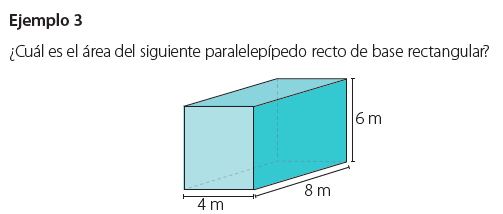 Ejemplo 3
¿Cuál es el área del siguiente paralelepípedo recto de base rectangular?
6 m
8 m
4 m